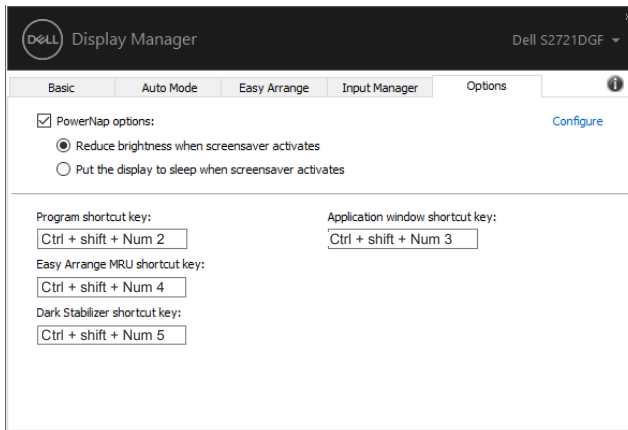 DELL Display Manager
Dell S2721DGF
Basic
Auto Mode
Easy Arrange
Input Manager
Options
PowerNap options:
Configure
Reduce brightness when screensaver activates
Put the display to sleep when screensaver activates
Program shortcut key:
Application window shortcut key:
Ctrl + shift + Num 2
Ctrl + shift + Num 3
Easy Arrange MRU shortcut key:
Ctrl + shift + Num 4
Dark Stabilizer shortcut key:
Ctrl + shift + Num 5